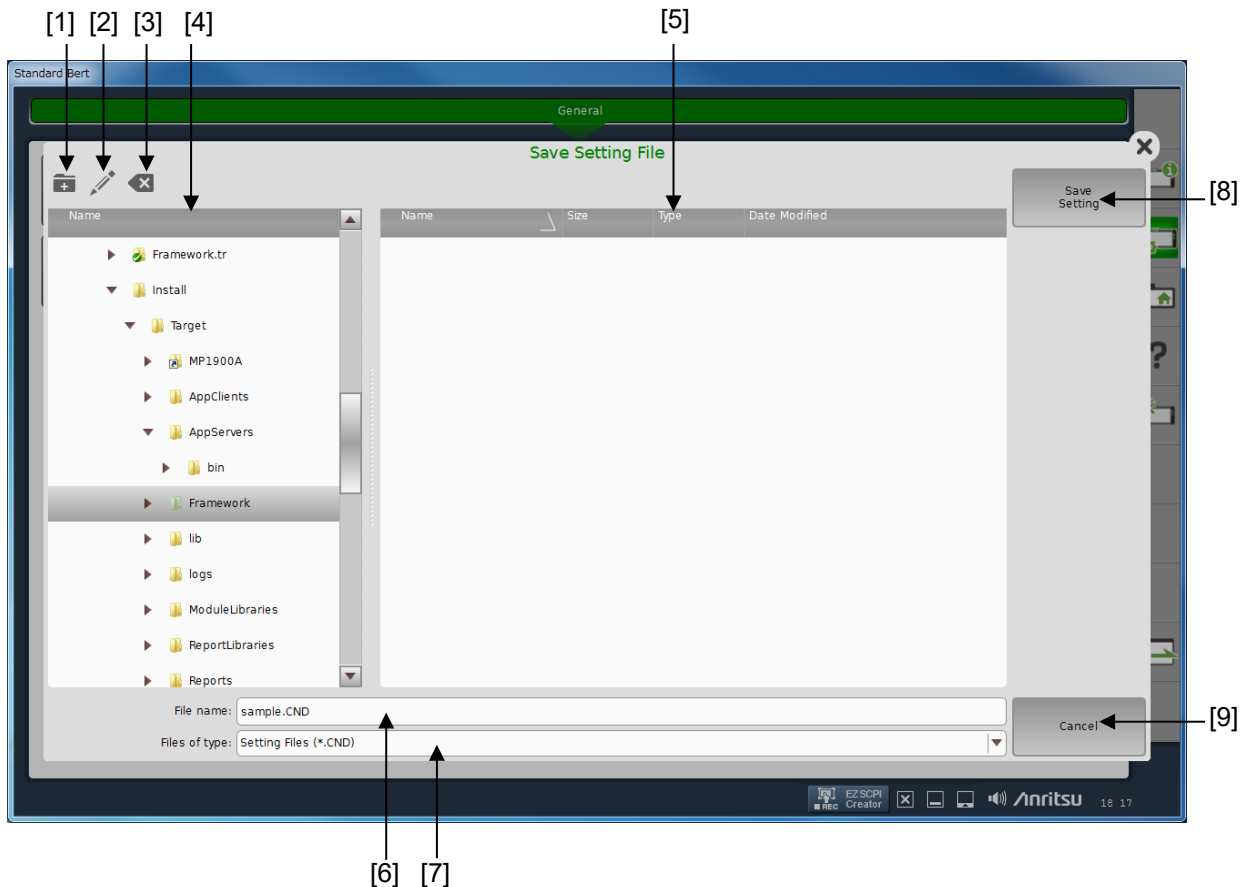 [1] [2] [3] [4] [5]
Standard Bert
General
Save Setting File
Save
Setting
[8]
Name
Name Size Type Date Modified
Framework.tr
Install
Target
MP1900A
AppClients
AppServers
bin
Framework
lib
logs
ModuleLibraries
ReportLibraries
Reports
File name: sample.CND
Files of type: Setting Files (*.CND)
Cancel
[9]
REC
EZSCPI
Creator
Anritsu
18 17
[6] [7]